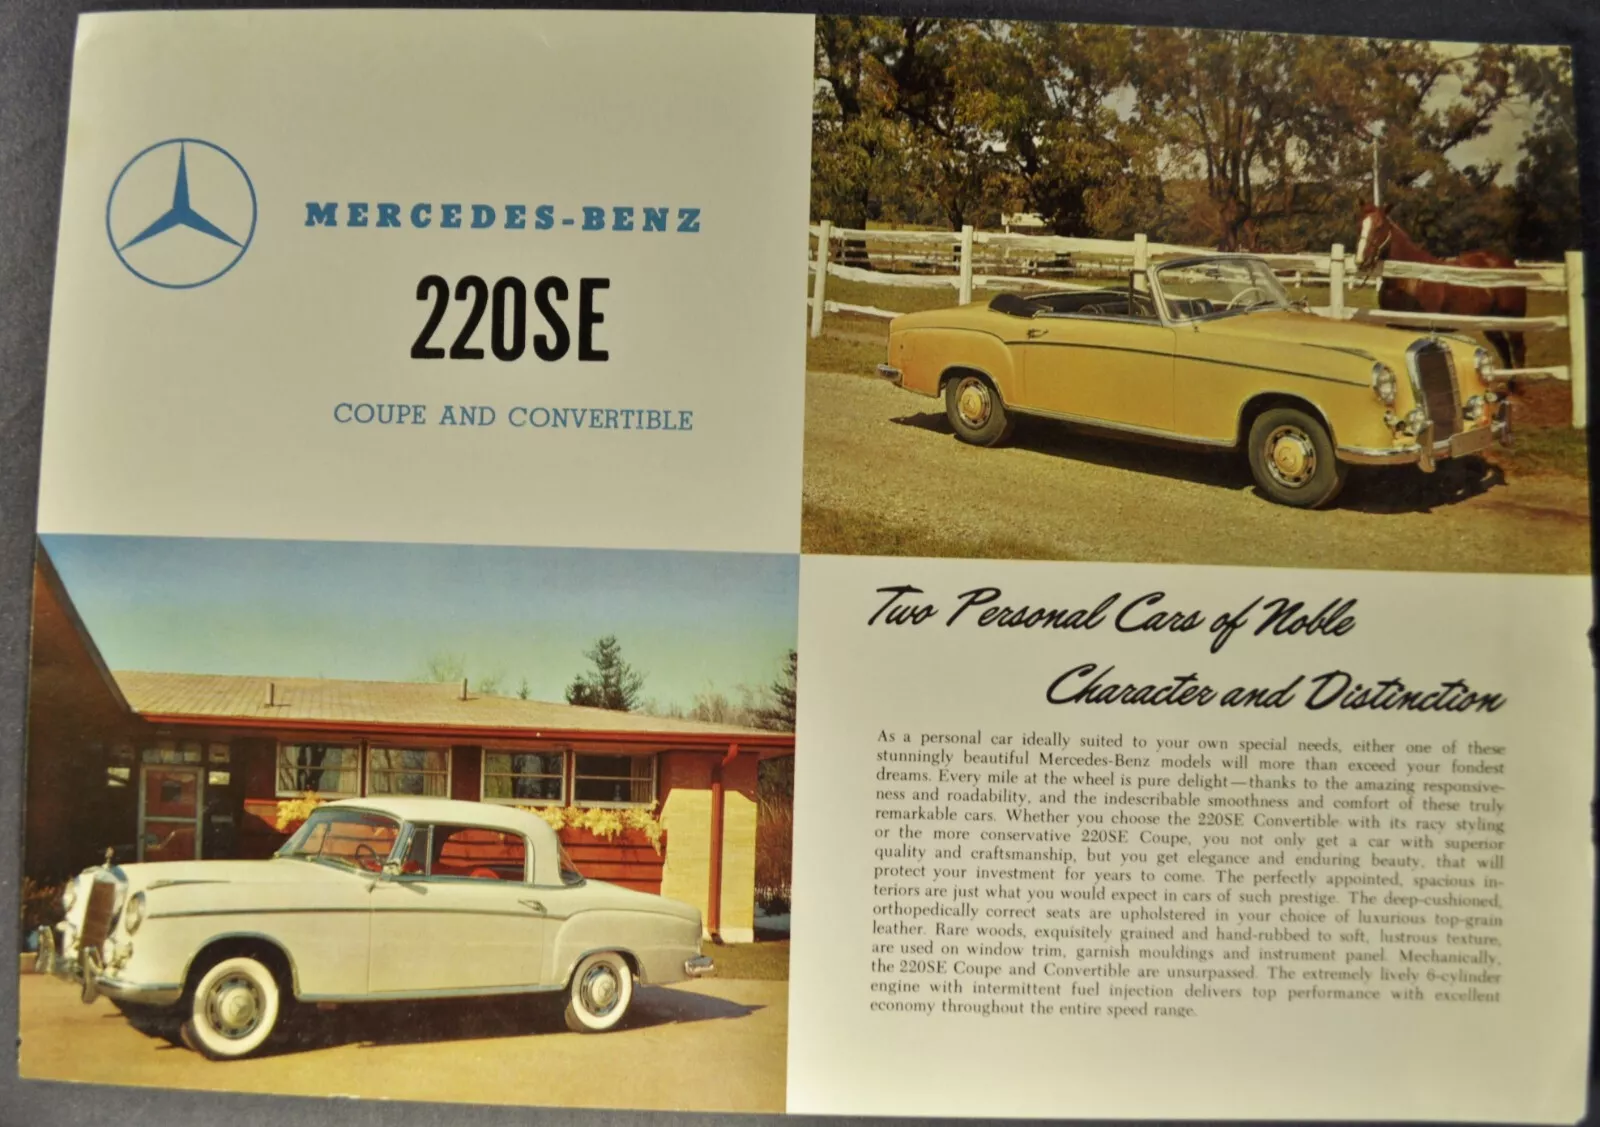 MERCEDES-BENZ
220SE
COUPE AND CONVERTIBLE
Two Personal Cars of Noble
Character and Distinction
As a personal car ideally suited to your own special needs, either one of these
stunningly beautiful Mercedes-Benz models will more than exceed your fondest
dreams. Every mile at the wheel is pure delight—thanks to the amazing responsive-
ness and roadability, and the indescribable smoothness and comfort of these truly
remarkable cars. Whether you choose the 220SE Convertible with its racy styling
or the more conservative 220SE Coupe, you not only get a car with superior
quality and craftsmanship, but you get elegance and enduring beauty, that will
protect your investment for years to come. The perfectly appointed, spacious in-
teriors are just what you would expect in cars of such prestige. The deep-cushioned,
orthopedically correct seats are upholstered in your choice of luxurious top-grain
leather. Rare woods, exquisitely grained and hand-rubbed to soft, lustrous texture,
are used on window trim, garnish mouldings and instrument panel. Mechanically,
the 220SE Coupe and Convertible are unsurpassed. The extremely lively 6-cylinder
engine with intermittent fuel injection delivers top performance with excellent
economy throughout the entire speed range.